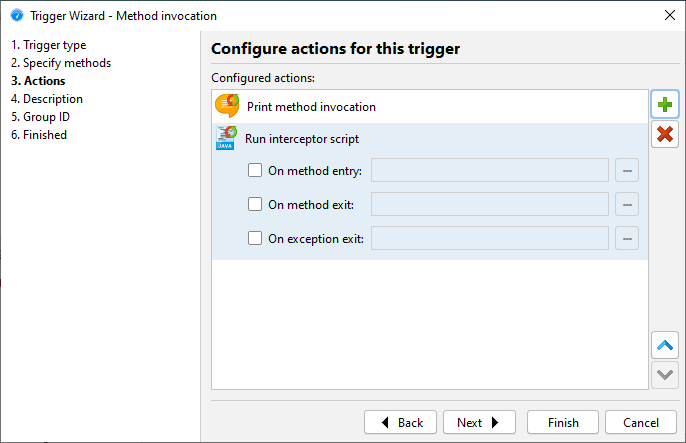 Trigger Wizard - Method invocation
1. Trigger type
2. Specify methods
3. Actions
4. Description
5. Group ID
6. Finished
Configure actions for this trigger
Configured actions:
Print method invocation
JAVA
Run interceptor script
On method entry:
On method exit:
On exception exit:
Back
Next
Finish
Cancel